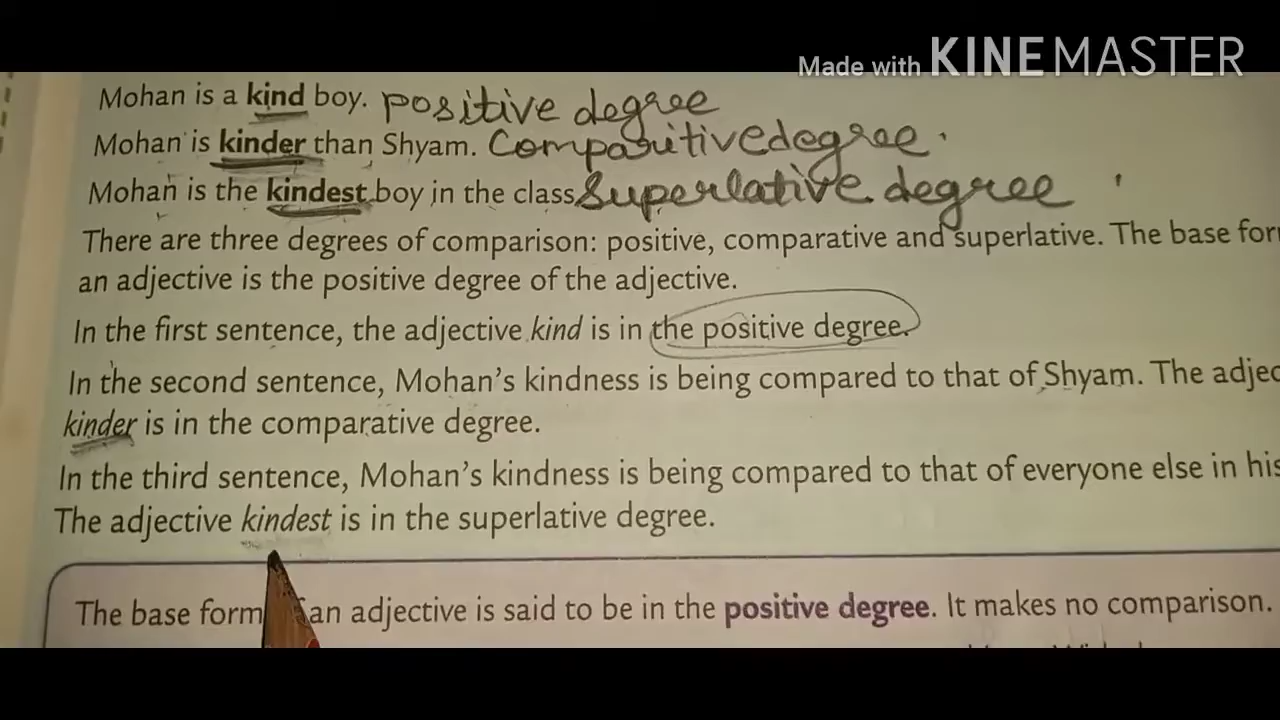 Made with KINEMASTER
Mohan is a kind boy. positive degree
Mohan is kinder than Shyam. Comparitive degree.
Mohan is the kindest boy in the class Superlative degree
There are three degrees of comparison: positive, comparative and superlative. The base
an adjective is the positive degree of the adjective.
In the first sentence, the adjective kind is in the positive degree.
In the second sentence, Mohan's kindness is being compared to that of Shyam. The
kinder is in the comparative degree.
In the third sentence, Mohan's kindness is being compared to that of everyone else in his
The adjective kindest is in the superlative degree.
The base form an adjective is said to be in the positive degree. It makes no comparison.